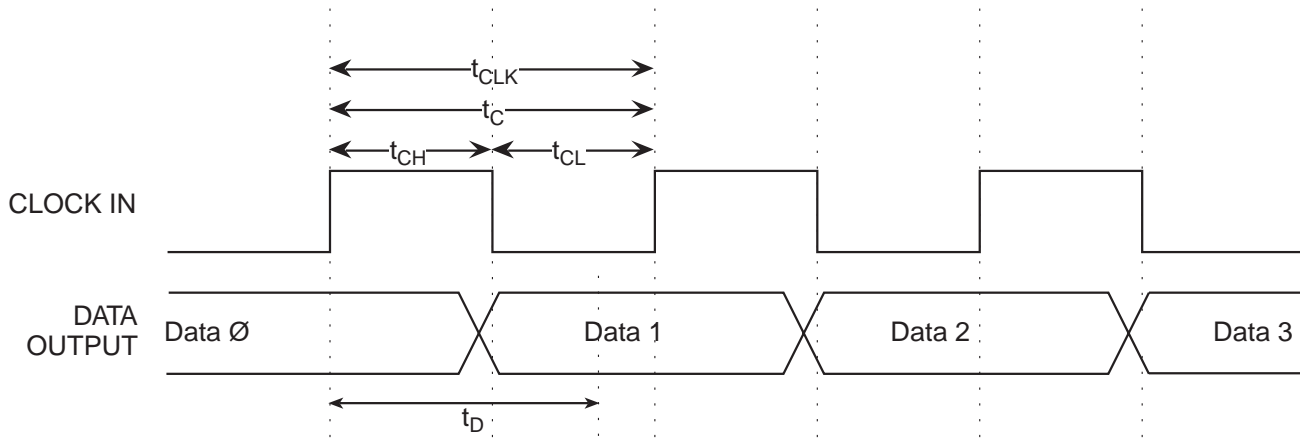 tCLK
tC
tCH
tCL
CLOCK IN
DATA
OUTPUT
Data Ø
Data 1
Data 2
Data 3
tD